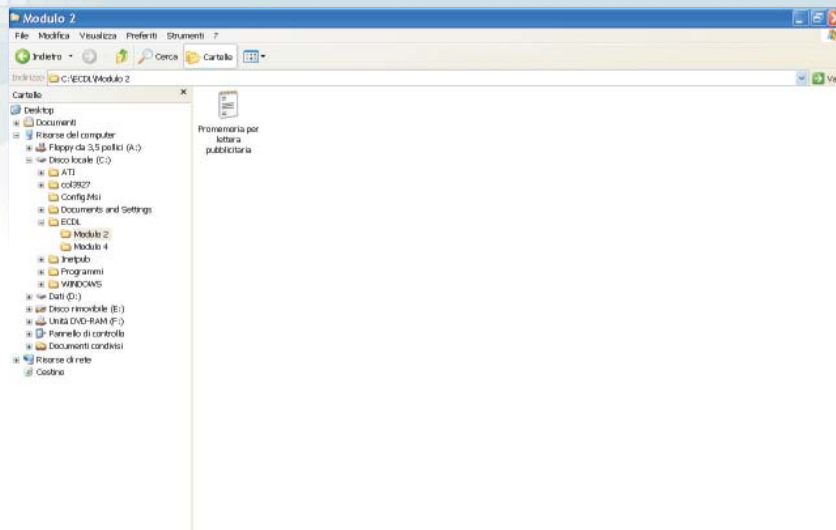 Modulo 2
File Modifica Visualizza Preferiti Strumenti ?
Indietro Cerca Cartelle
Indirizzo C:\ECDL\Modulo 2 Va
Cartelle
Desktop
Documenti
Risorse del computer
Floppy da 3,5 pollici (A:)
Disco locale (C:)
ATI
col3927
Config.Msi
Documents and Settings
ECDL
Modulo 2
Modulo 4
Inetpub
Programmi
WINDOWS
Dati (D:)
Disco rimovibile (E:)
Unità DVD-RAM (F:)
Pannello di controllo
Documenti condivisi
Risorse di rete
Cestino
Promemoria per
lettera
pubblicitaria